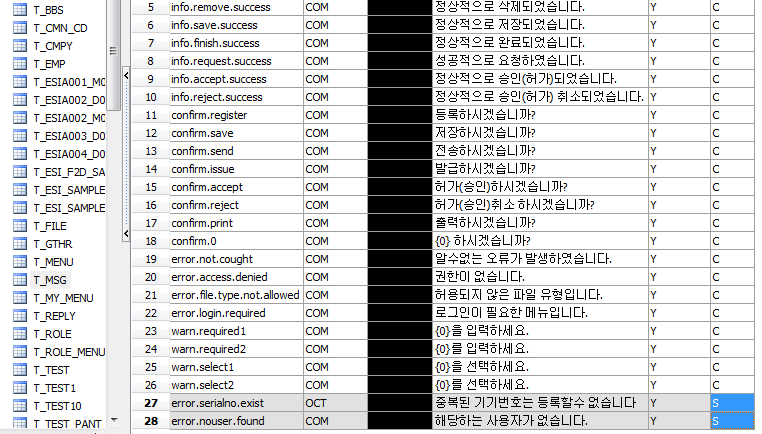 T_BBS
T_CMN_CD
T_CMPY
T_EMP
T_ESIA001_M0
T_ESIA002_D0
T_ESIA002_M0
T_ESIA003_D0
T_ESIA004_D0
T_ESI_F2D_SA
T_ESI_SAMPLE
T_ESI_SAMPLE
T_FILE
T_GTHR
T_MENU
T_MSG
T_MY_MENU
T_REPLY
T_ROLE
T_ROLE_MENU
T_TEST
T_TEST1
T_TEST10
T_TEST_PANT
5 info.remove.success COM 정상적으로 삭제되었습니다. Y C
6 info.save.success COM 정상적으로 저장되었습니다. Y C
7 info.finish.success COM 정상적으로 완료되었습니다. Y C
8 info.request.success COM 성공적으로 요청하였습니다. Y C
9 info.accept.success COM 정상적으로 승인(허가)되었습니다. Y C
10 info.reject.success COM 정상적으로 승인(허가) 취소되었습니다. Y C
11 confirm.register COM 등록하시겠습니까? Y C
12 confirm.save COM 저장하시겠습니까? Y C
13 confirm.send COM 전송하시겠습니까? Y C
14 confirm.issue COM 발급하시겠습니까? Y C
15 confirm.accept COM 허가(승인)하시겠습니까? Y C
16 confirm.reject COM 허가(승인)취소 하시겠습니까? Y C
17 confirm.print COM 출력하시겠습니까? Y C
18 confirm.0 COM {0} 하시겠습니까? Y C
19 error.not.cought COM 알수없는 오류가 발생하였습니다. Y C
20 error.access.denied COM 권한이 없습니다. Y C
21 error.file.type.not.allowed COM 허용되지 않은 파일 유형입니다. Y C
22 error.login.required COM 로그인이 필요한 메뉴입니다. Y C
23 warn.required1 COM {0}을 입력하세요. Y C
24 warn.required2 COM {0}를 입력하세요. Y C
25 warn.select1 COM {0}을 선택하세요. Y C
26 warn.select2 COM {0}를 선택하세요. Y C
27 error.serialno.exist OCT 중복된 기기번호는 등록할수 없습니다 Y S
28 error.nouser.found COM 해당하는 사용자가 없습니다. Y S